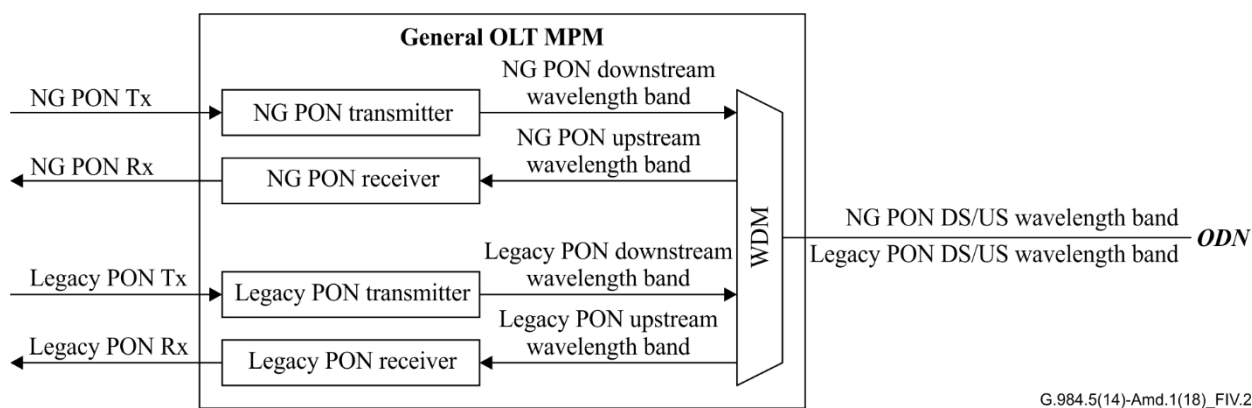 General OLT MPM
NG PON Tx
NG PON transmitter
NG PON downstream
wavelength band
NG PON Rx
NG PON receiver
NG PON upstream
wavelength band
Legacy PON Tx
Legacy PON transmitter
Legacy PON downstream
wavelength band
Legacy PON Rx
Legacy PON receiver
Legacy PON upstream
wavelength band
WDM
NG PON DS/US wavelength band
Legacy PON DS/US wavelength band
ODN
G.984.5(14)-Amd.1(18)_FIV.2